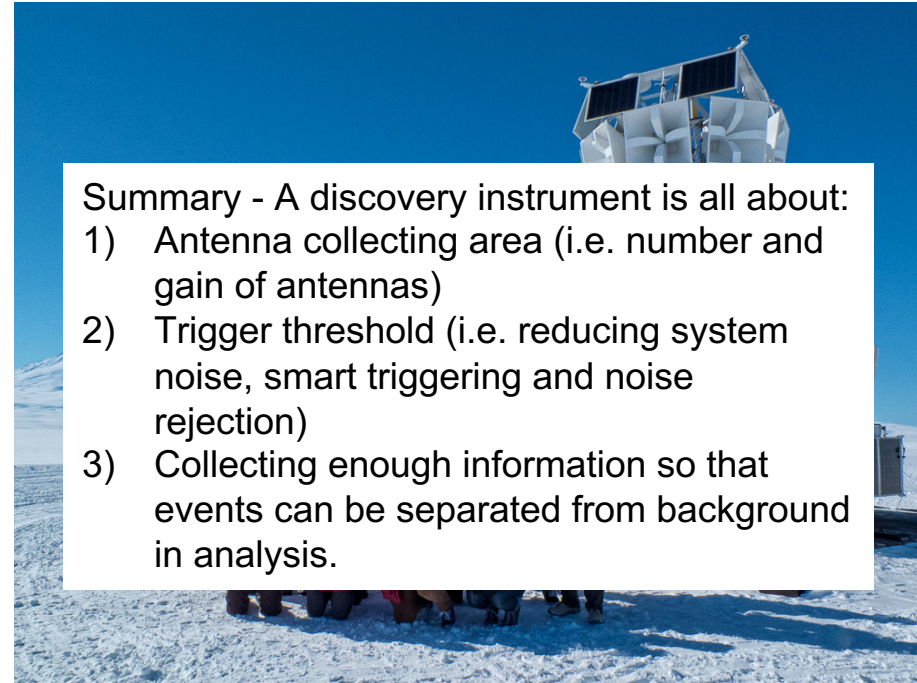 Summary - A discovery instrument is all about:
1) Antenna collecting area (i.e. number and
gain of antennas)
2) Trigger threshold (i.e. reducing system
noise, smart triggering and noise
rejection)
3) Collecting enough information so that
events can be separated from background
in analysis.